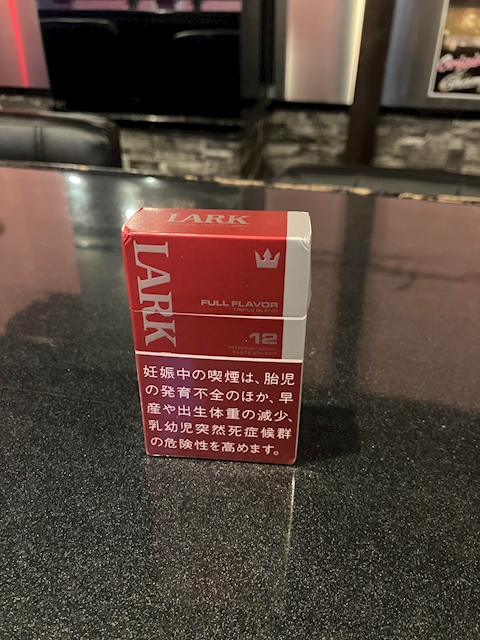 LARK
LARK
FULL FLAVOR
TRIPLE BLEND
12
妊娠中の喫煙は、胎児
の発育不全のほか、早
産や出生体重の減少、
乳幼児突然死症候群
の危険性を高めます。